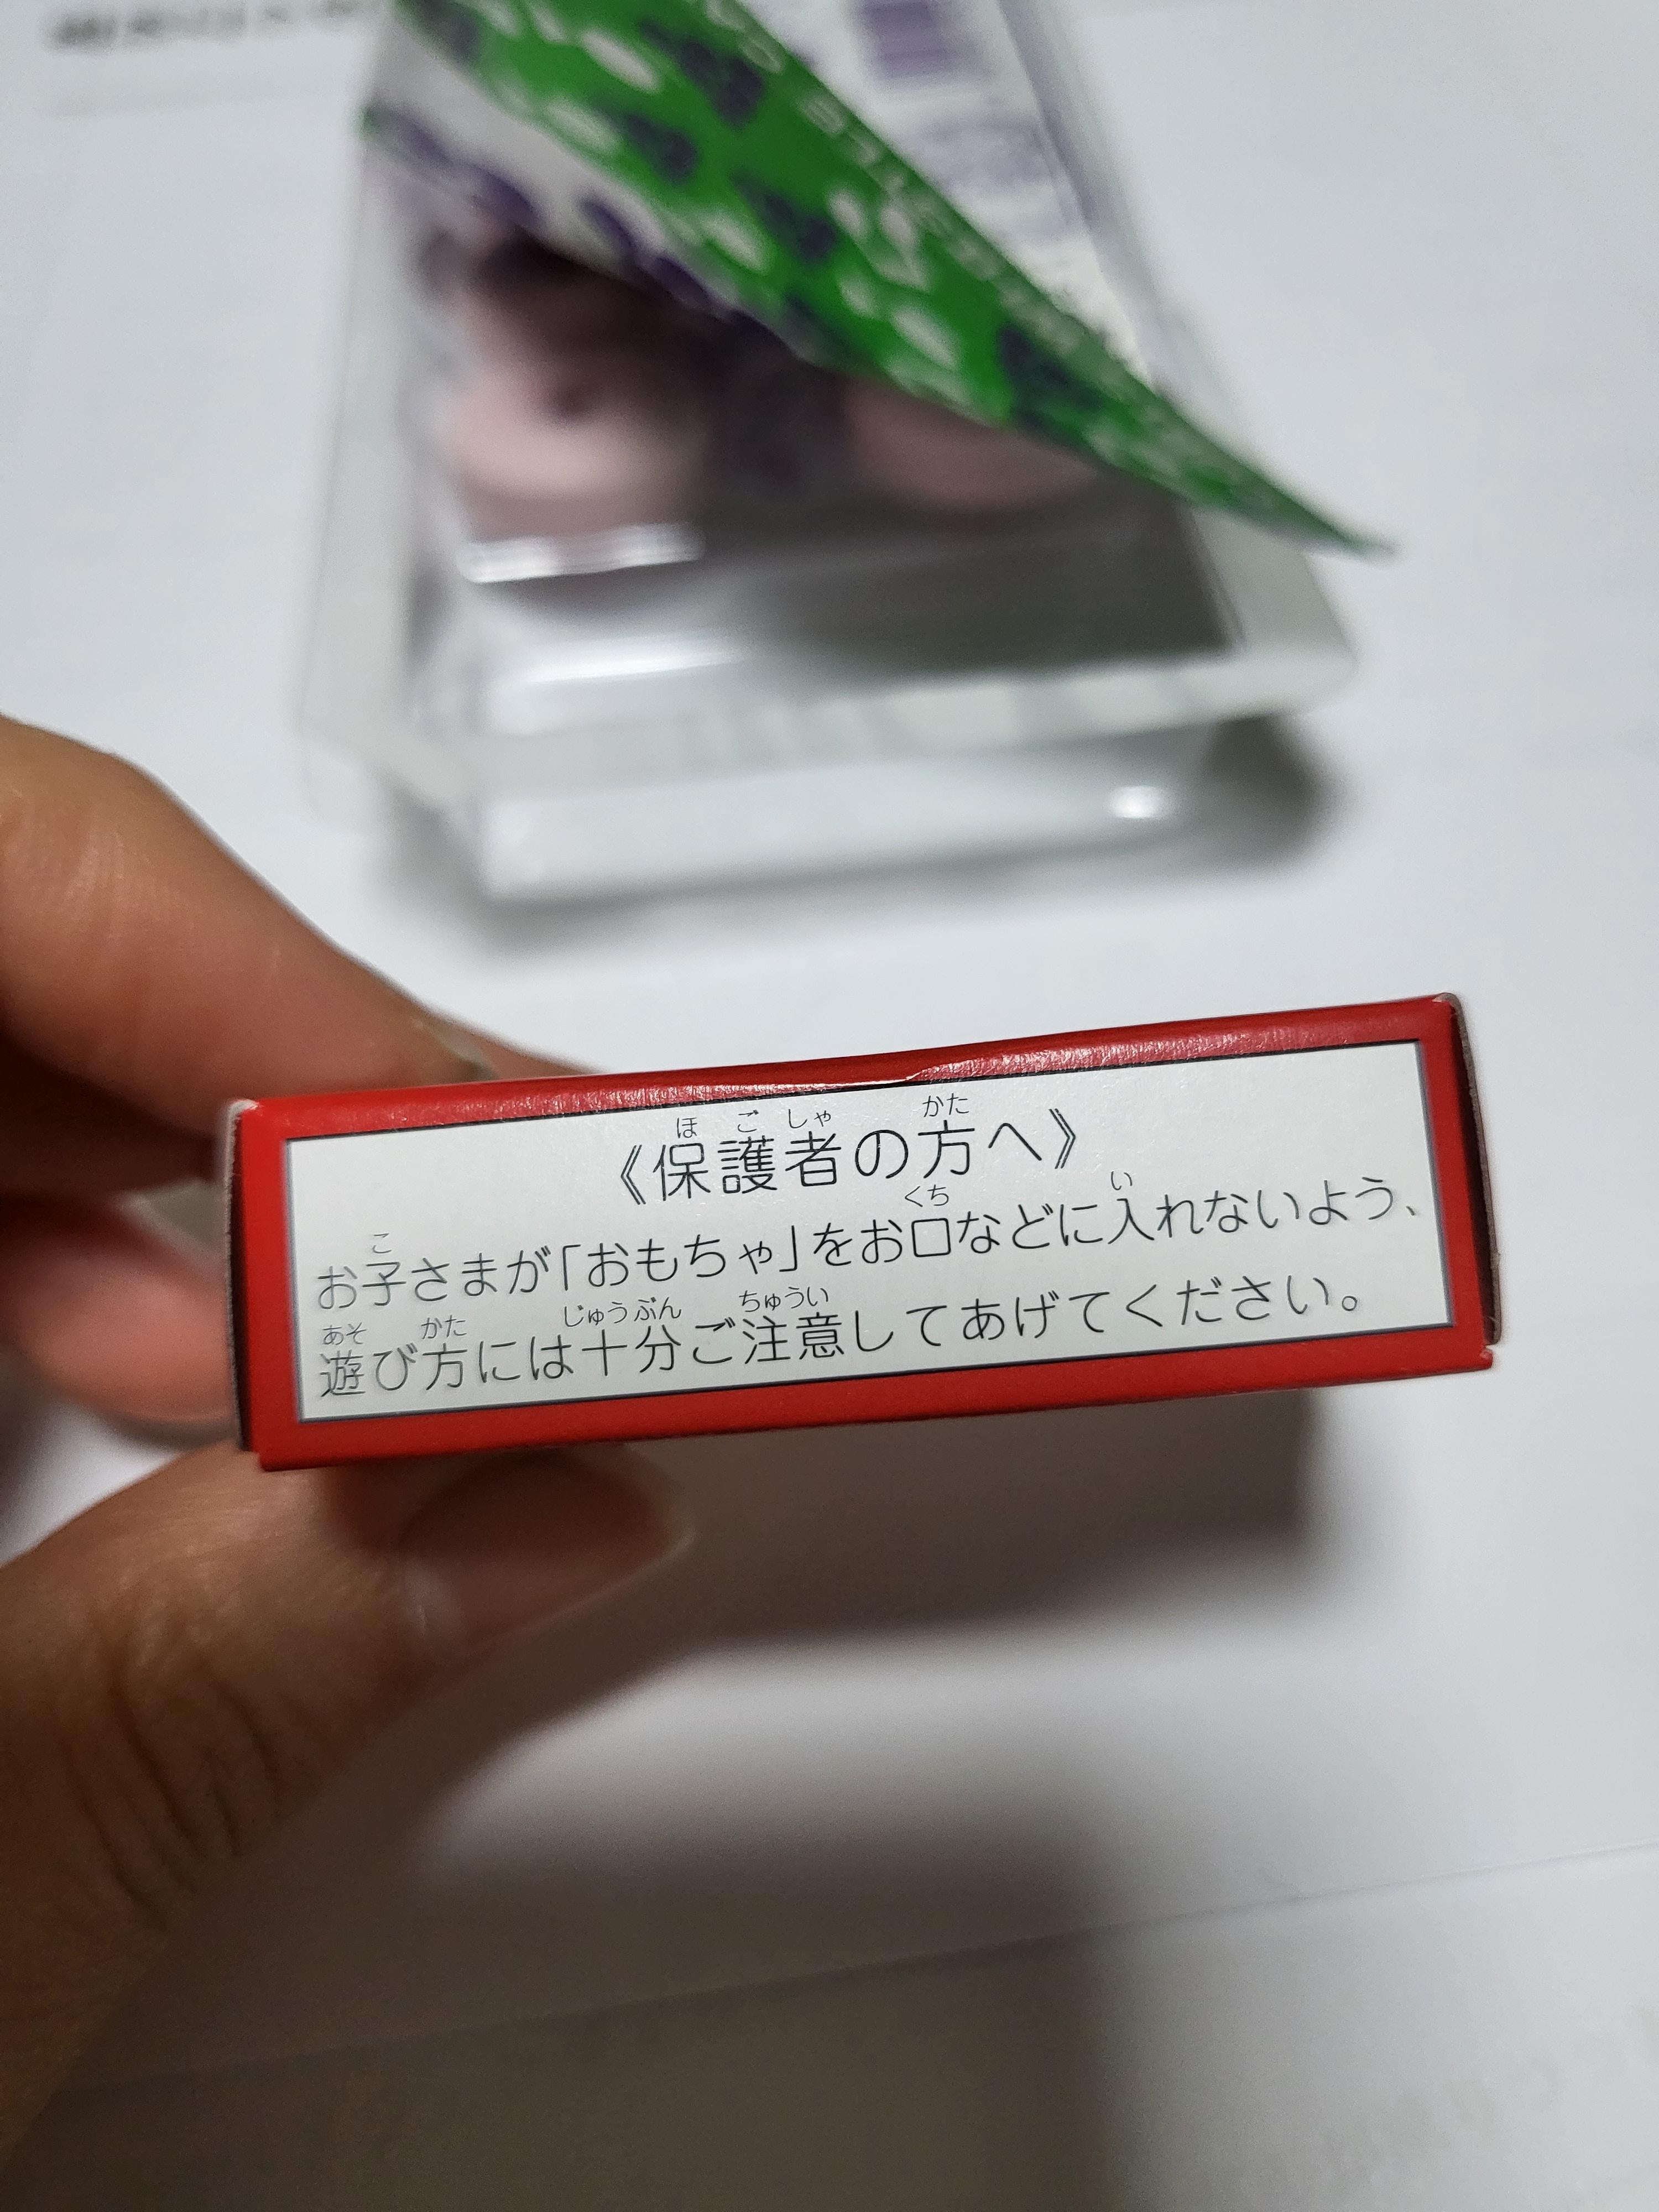 《保護者の方へ》
お子さまが「おもちゃ」をお口などに入れないよう、
遊び方には十分ご注意してあげてください。